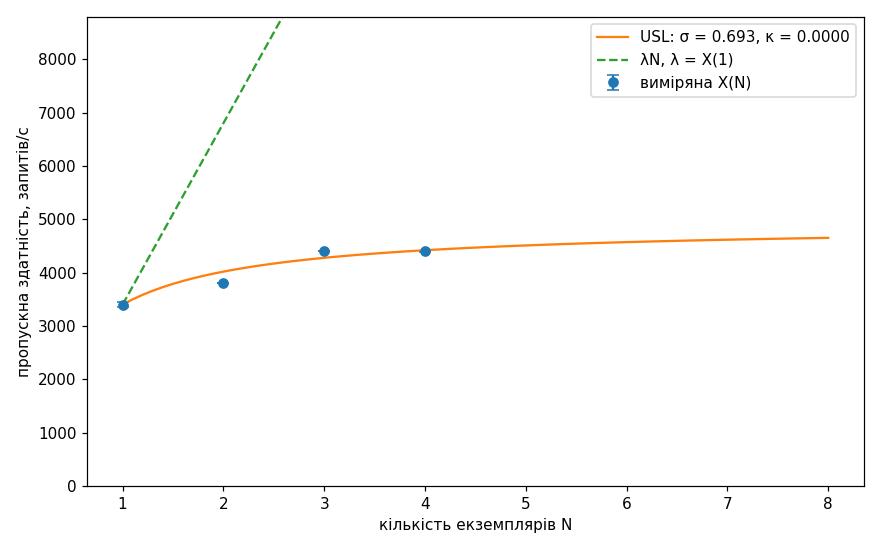 USL: σ = 0.693, κ = 0.0000
λN, λ = X(1)
виміряна X(N)
пропускна здатність, запитів/с
8000
7000
6000
5000
4000
3000
2000
1000
0
1 2 3 4 5 6 7 8
кількість екземплярів N